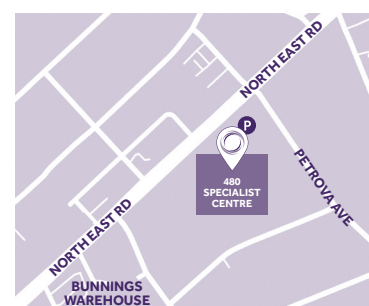 NORTH EAST RD
P
480
SPECIALIST
CENTRE
PETROVA AVE
NORTH EAST RD
BUNNINGS
WAREHOUSE